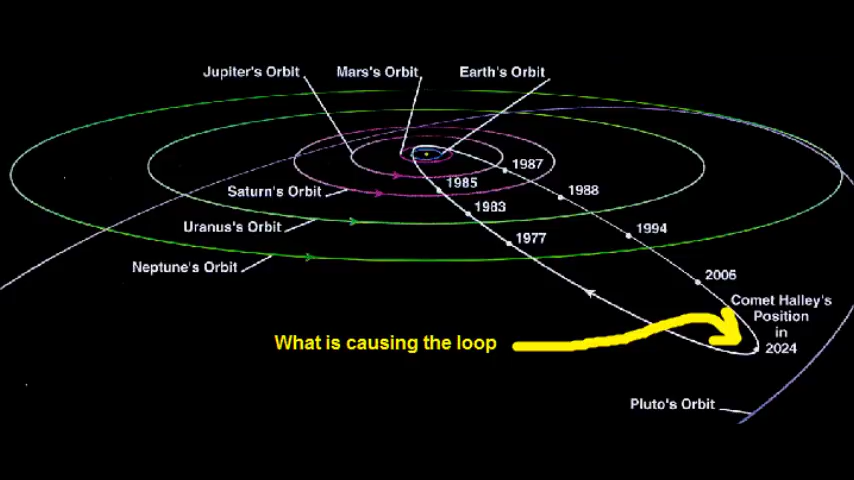 Jupiter's Orbit
Mars's Orbit
Earth's Orbit
1987
1985
Saturn's Orbit
1988
1983
Uranus's Orbit
1994
1977
Neptune's Orbit
2005
Comet Halley's
Position
in
2024
What is causing the loop
Pluto's Orbit